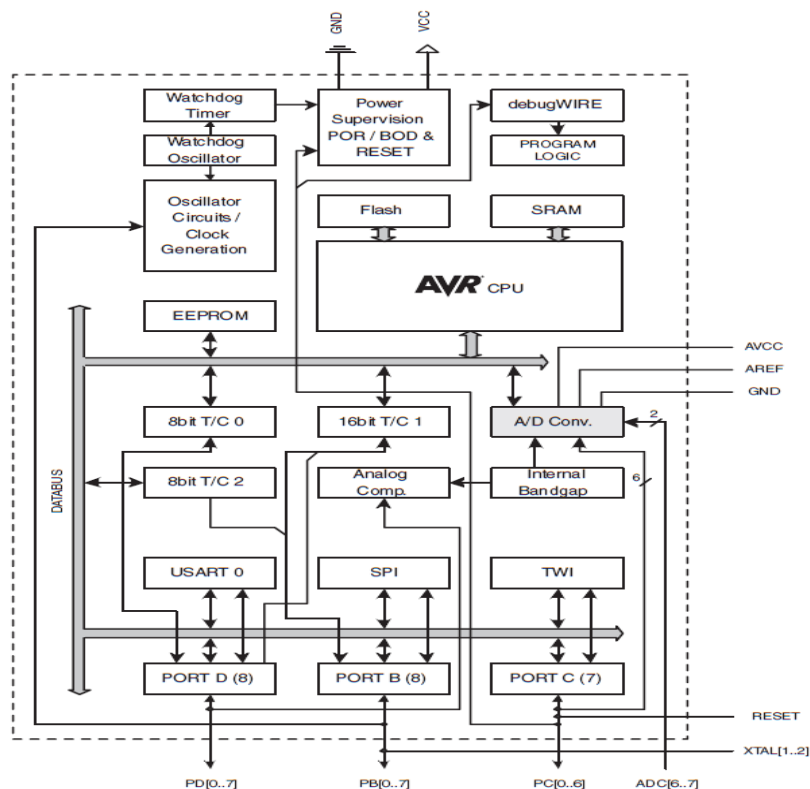 GND
VCC
Watchdog
Timer
Power
Supervision
POR / BOD &
RESET
debugWIRE
Watchdog
Oscillator
PROGRAM
LOGIC
Oscillator
Circuits /
Clock
Generation
Flash
SRAM
AVR CPU
EEPROM
AVCC
AREF
GND
8bit T/C 0
16bit T/C 1
A/D Conv.
2
DATABUS
8bit T/C 2
Analog
Comp.
Internal
Bandgap
6
USART 0
SPI
TWI
PORT D (8)
PORT B (8)
PORT C (7)
RESET
XTAL[1..2]
PD[0..7]
PB[0..7]
PC[0..6]
ADC[6..7]